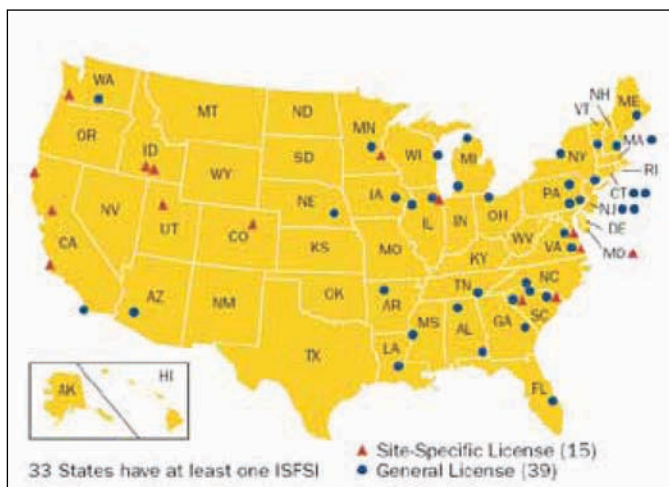 WA
MT
ND
MN
OR
ID
SD
WI
MI
WY
NE
IA
NV
UT
CO
IL
IN
OH
PA
NY
VT
NH
ME
MA
RI
CT
NJ
DE
MD
CA
KS
MO
KY
WV
VA
AZ
NM
OK
AR
TN
NC
SC
MS
AL
GA
LA
TX
FL
AK
HI
33 States have at least one ISFSI
Site-Specific License (15)
General License (39)